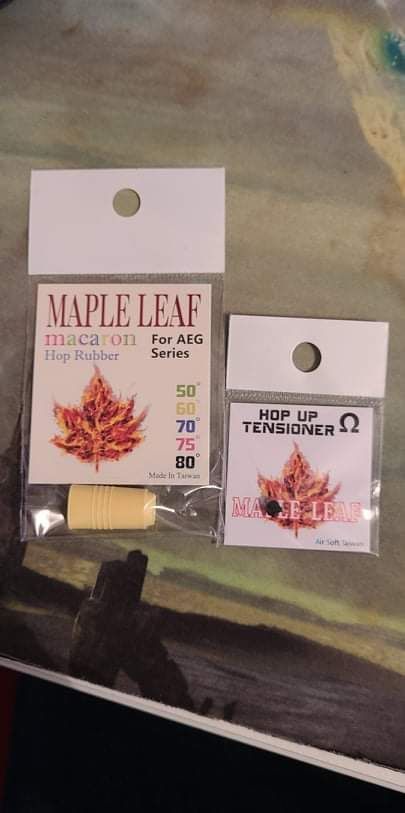 MAPLE LEAF
macaron
Hop Rubber
For AEG
Series
50°
60°
70°
75°
80°
Made In Taiwan
HOP UP
TENSIONER Ω
MAPLE LEAF
Air Soft Taiwan